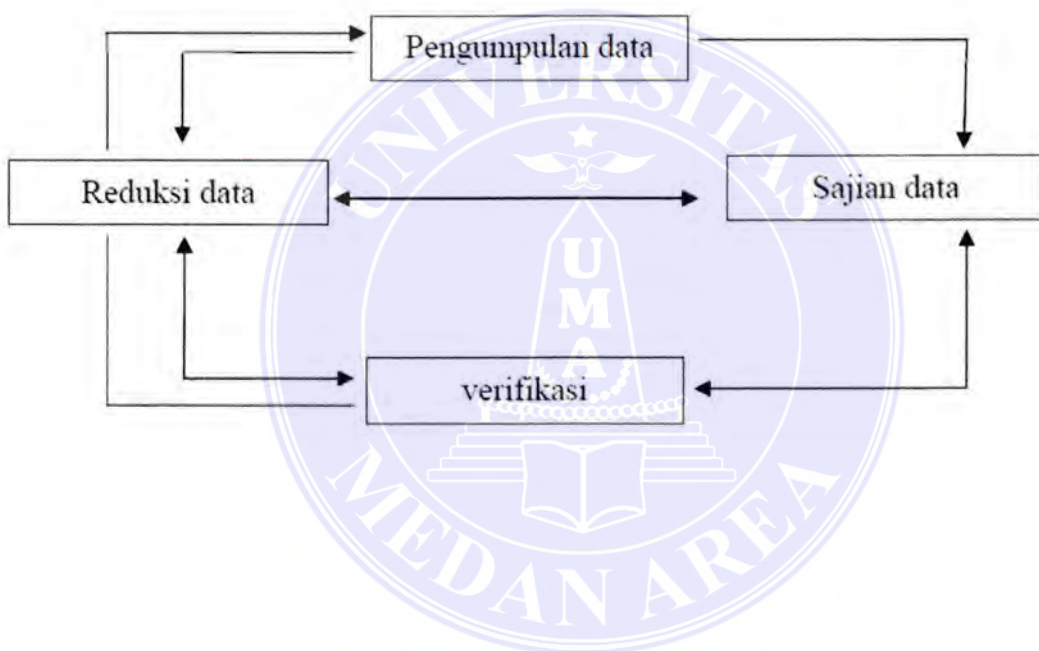 Pengumpulan data
Reduksi data
Sajian data
verifikasi
UNIVERSITAS
UMA
MEDAN AREA